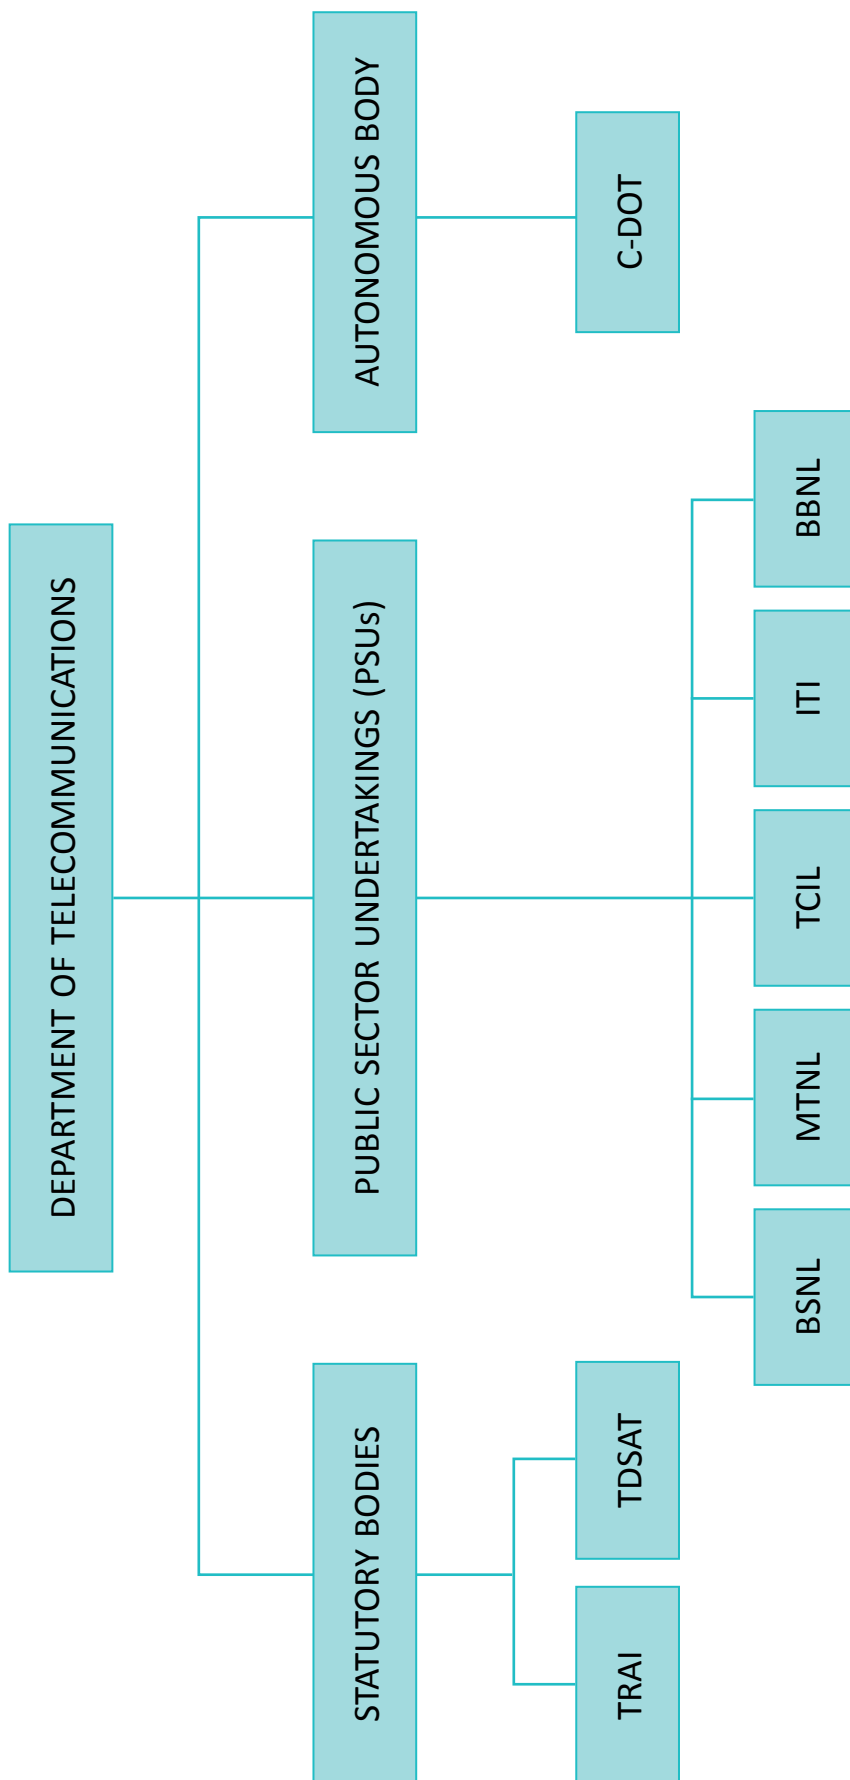 DEPARTMENT OF TELECOMMUNICATIONS
STATUTORY BODIES
PUBLIC SECTOR UNDERTAKINGS (PSUs)
AUTONOMOUS BODY
TRAI
TDSAT
C-DOT
BSNL
MTNL
TCIL
ITI
BBNL